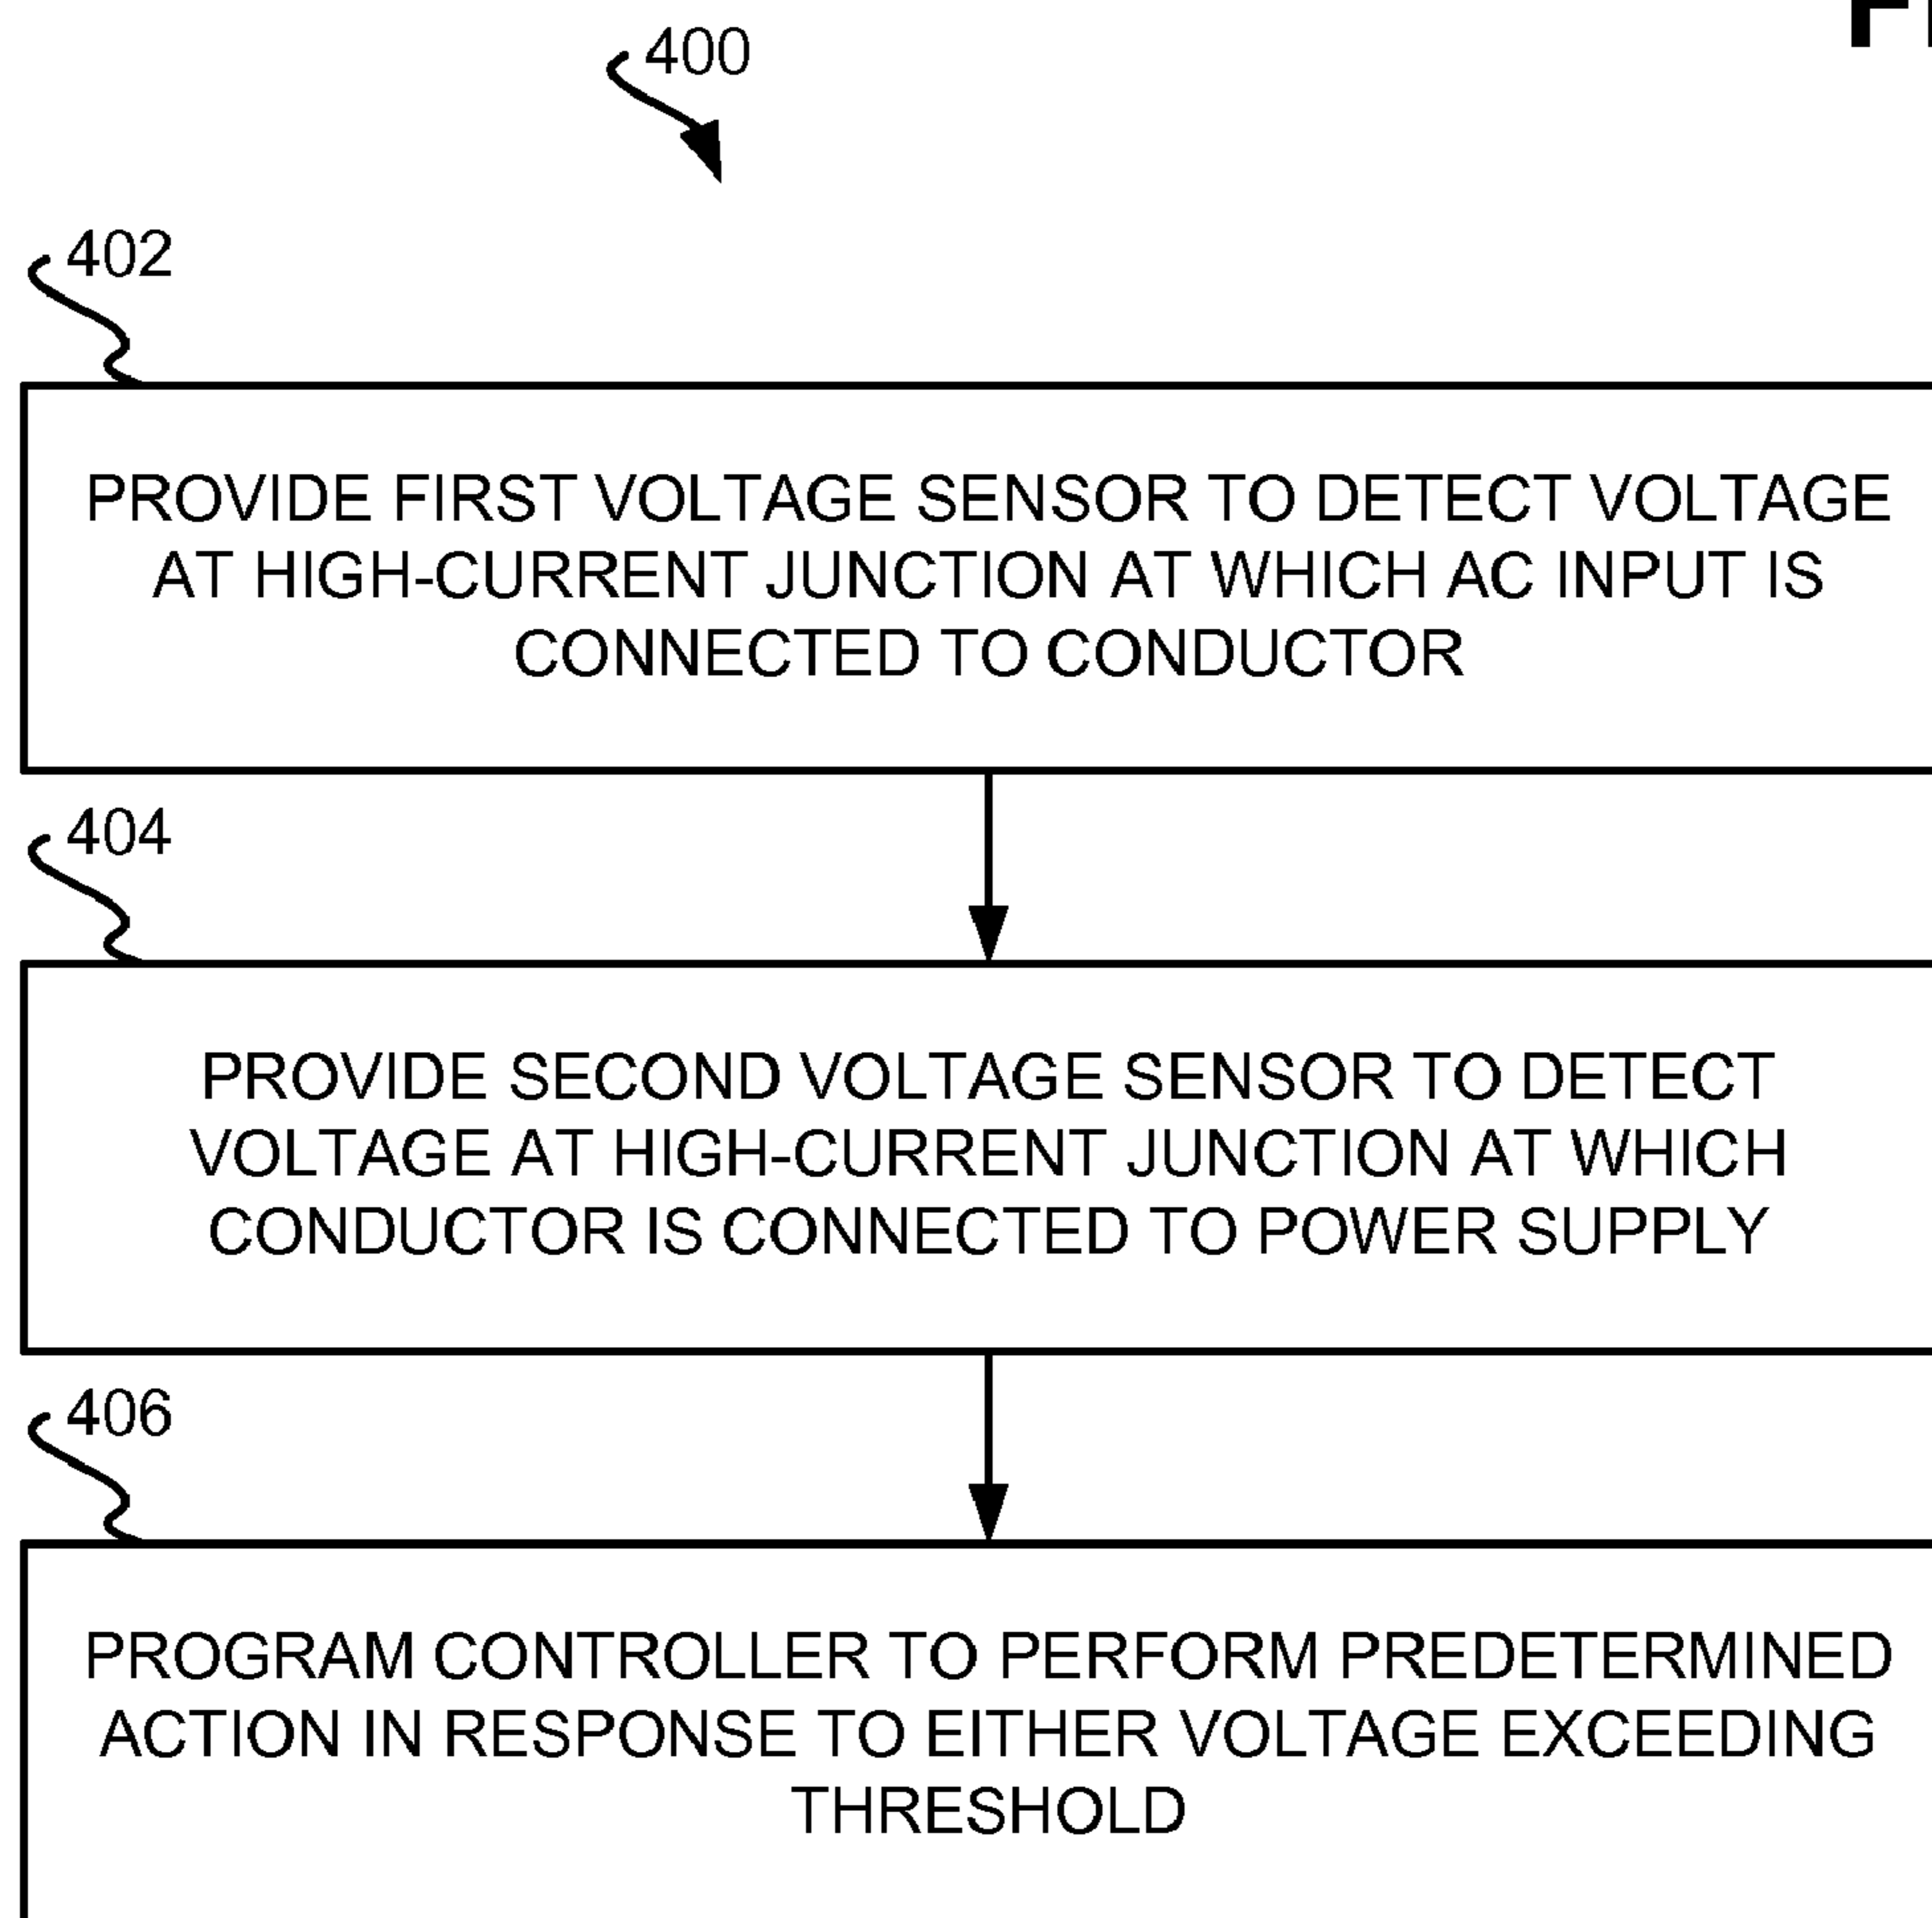 400
402
PROVIDE FIRST VOLTAGE SENSOR TO DETECT VOLTAGE
AT HIGH-CURRENT JUNCTION AT WHICH AC INPUT IS
CONNECTED TO CONDUCTOR
404
PROVIDE SECOND VOLTAGE SENSOR TO DETECT
VOLTAGE AT HIGH-CURRENT JUNCTION AT WHICH
CONDUCTOR IS CONNECTED TO POWER SUPPLY
406
PROGRAM CONTROLLER TO PERFORM PREDETERMINED
ACTION IN RESPONSE TO EITHER VOLTAGE EXCEEDING
THRESHOLD